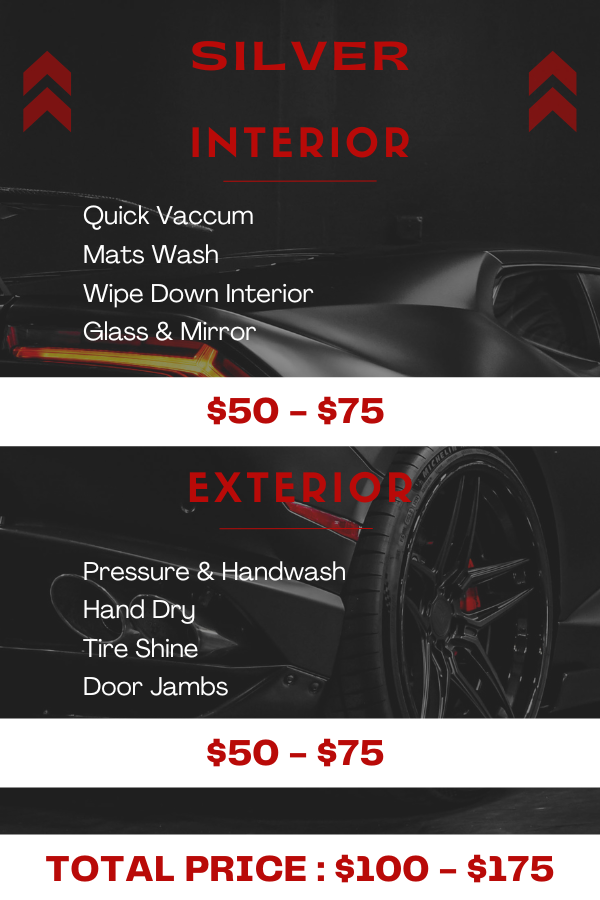 SILVER
INTERIOR
Quick Vaccum
Mats Wash
Wipe Down Interior
Glass & Mirror
$50 – $75
EXTERIOR
Pressure & Handwash
Hand Dry
Tire Shine
Door Jambs
$50 – $75
TOTAL PRICE : $100 – $175